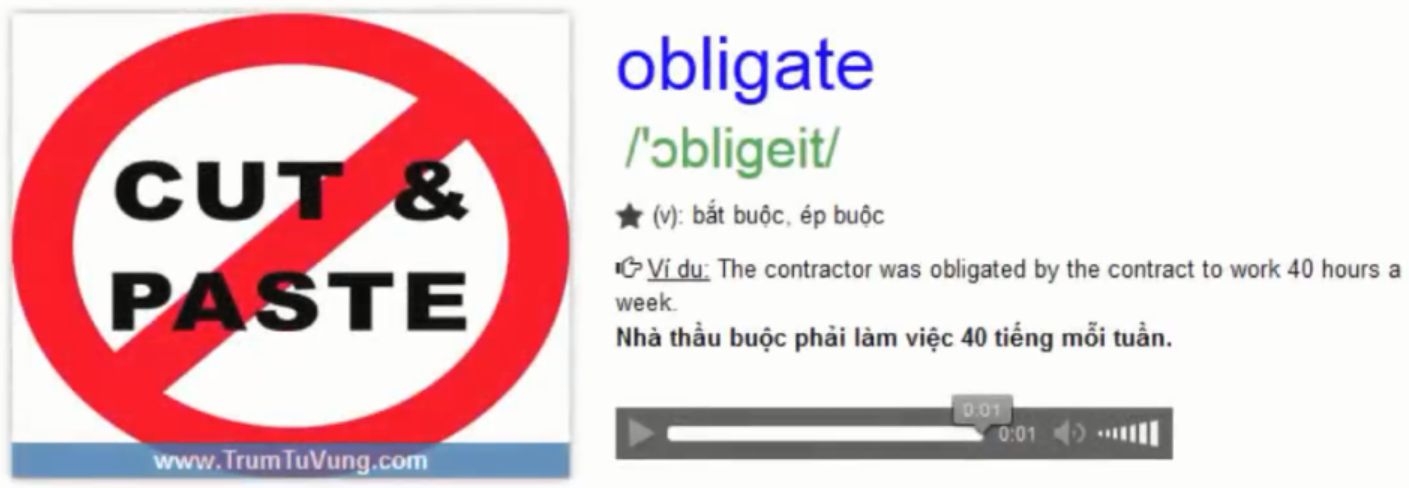 CUT &
PASTE
www.TrumTuVung.com
obligate
/'ɔbligeit/
(v): bắt buộc, ép buộc
Ví dụ: The contractor was obligated by the contract to work 40 hours a
week.
Nhà thầu buộc phải làm việc 40 tiếng mỗi tuần.
0:01
0:01